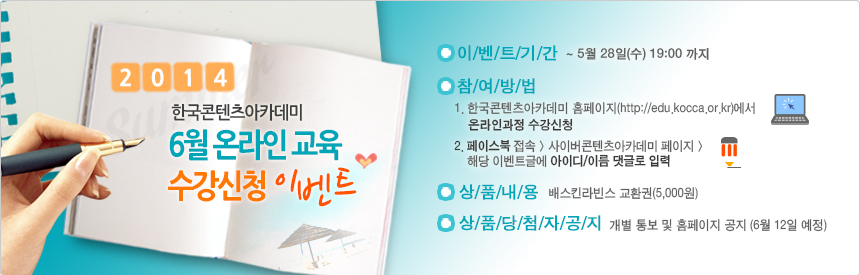 2014
한국콘텐츠아카데미
6월 온라인 교육
수강신청 이벤트
이/벤/트/기/간 ~ 5월 28일(수) 19:00 까지
참/여/방/법
1. 한국콘텐츠아카데미 홈페이지(http://edu.kocca.or.kr)에서
온라인과정 수강신청
2. 페이스북 접속 > 사이버콘텐츠아카데미 페이지 >
해당 이벤트글에 아이디/이름 댓글로 입력
상/품/내/용 배스킨라빈스 교환권(5,000원)
상/품/당/첨/자/공/지 개별 통보 및 홈페이지 공지 (6월 12일 예정)